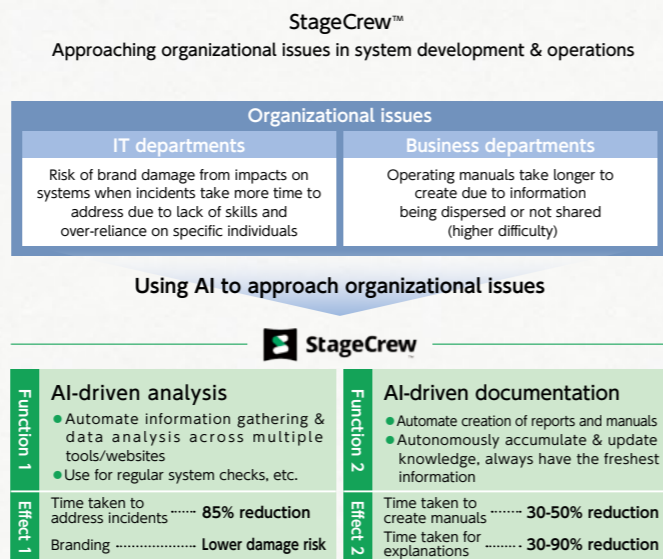 StageCrew™
Approaching organizational issues in system development & operations
Organizational issues
IT departments
Risk of brand damage from impacts on
systems when incidents take more time to
address due to lack of skills and
over-reliance on specific individuals
Business departments
Operating manuals take longer to
create due to information
being dispersed or not shared
(higher difficulty)
Using AI to approach organizational issues
StageCrew™
Function 1
AI-driven analysis
● Automate information gathering &
data analysis across multiple
tools/websites
● Use for regular system checks, etc.
Effect 1
Time taken to
address incidents ······ 85% reduction
Branding ······ Lower damage risk
Function 2
AI-driven documentation
● Automate creation of reports and manuals
● Autonomously accumulate & update
knowledge, always have the freshest
information
Effect 2
Time taken to
create manuals ······ 30-50% reduction
Time taken for
explanations ······ 30-90% reduction